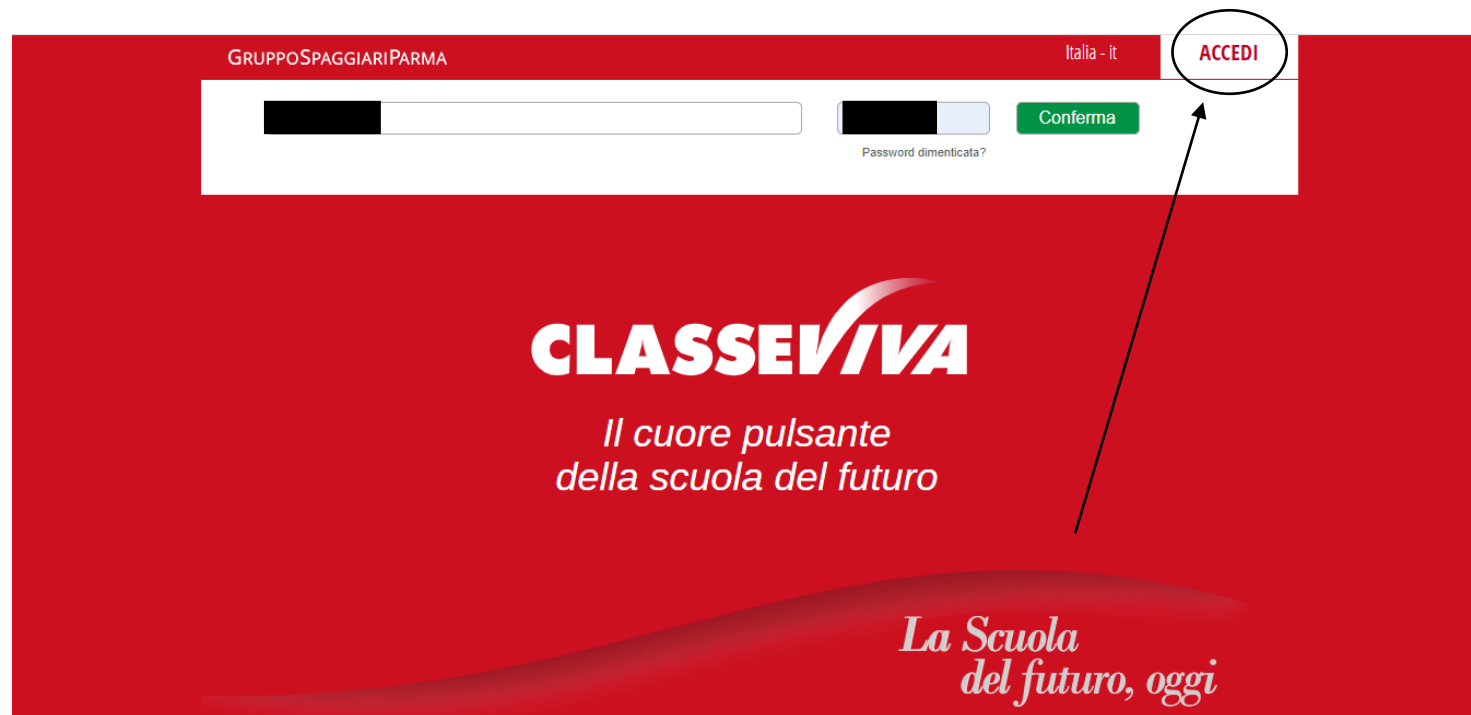 GRUPPOSPAGGIARIPARMA
Italia - it
ACCEDI
Conferma
Password dimenticata?
CLASSEVIVA
Il cuore pulsante
della scuola del futuro
La Scuola
del futuro, oggi